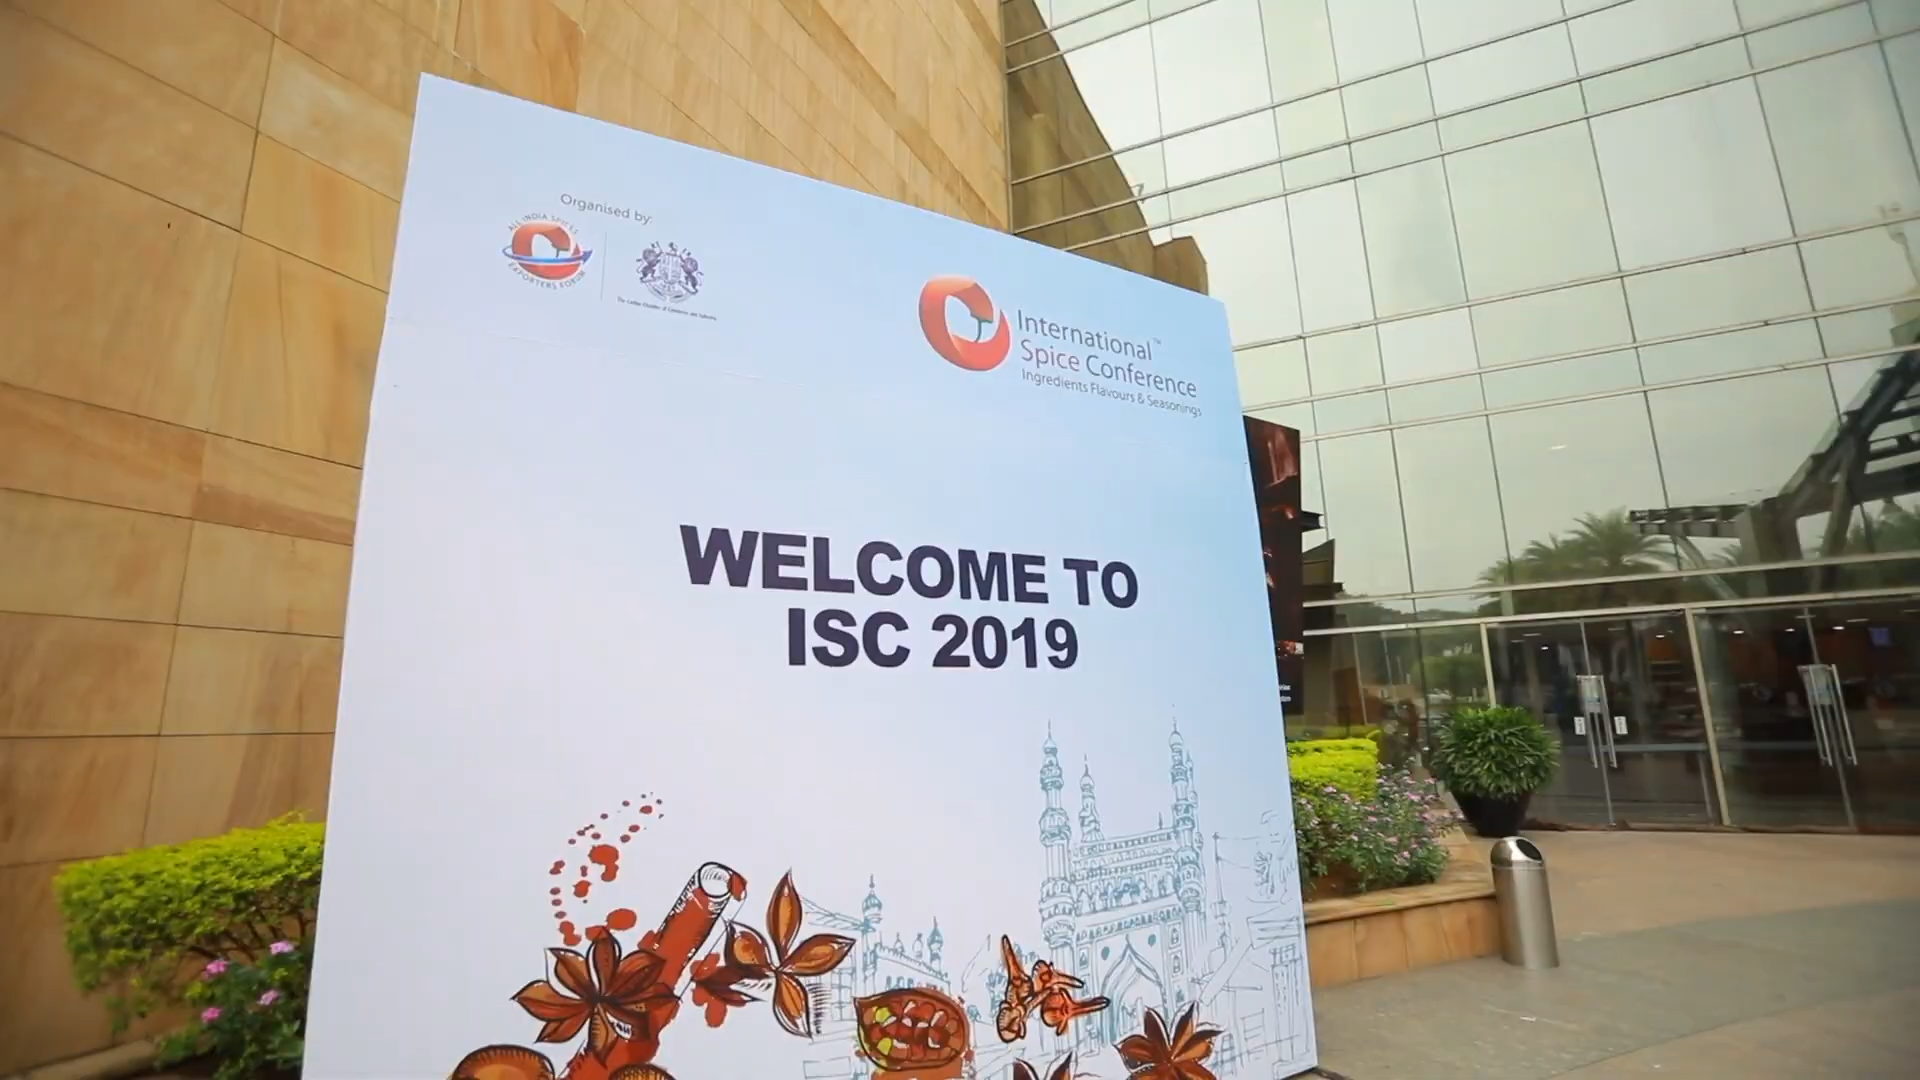 Organised by:
ALL INDIA SPICES
EXPORTERS FORUM
International™
Spice Conference
Ingredients Flavours & Seasonings
WELCOME TO
ISC 2019